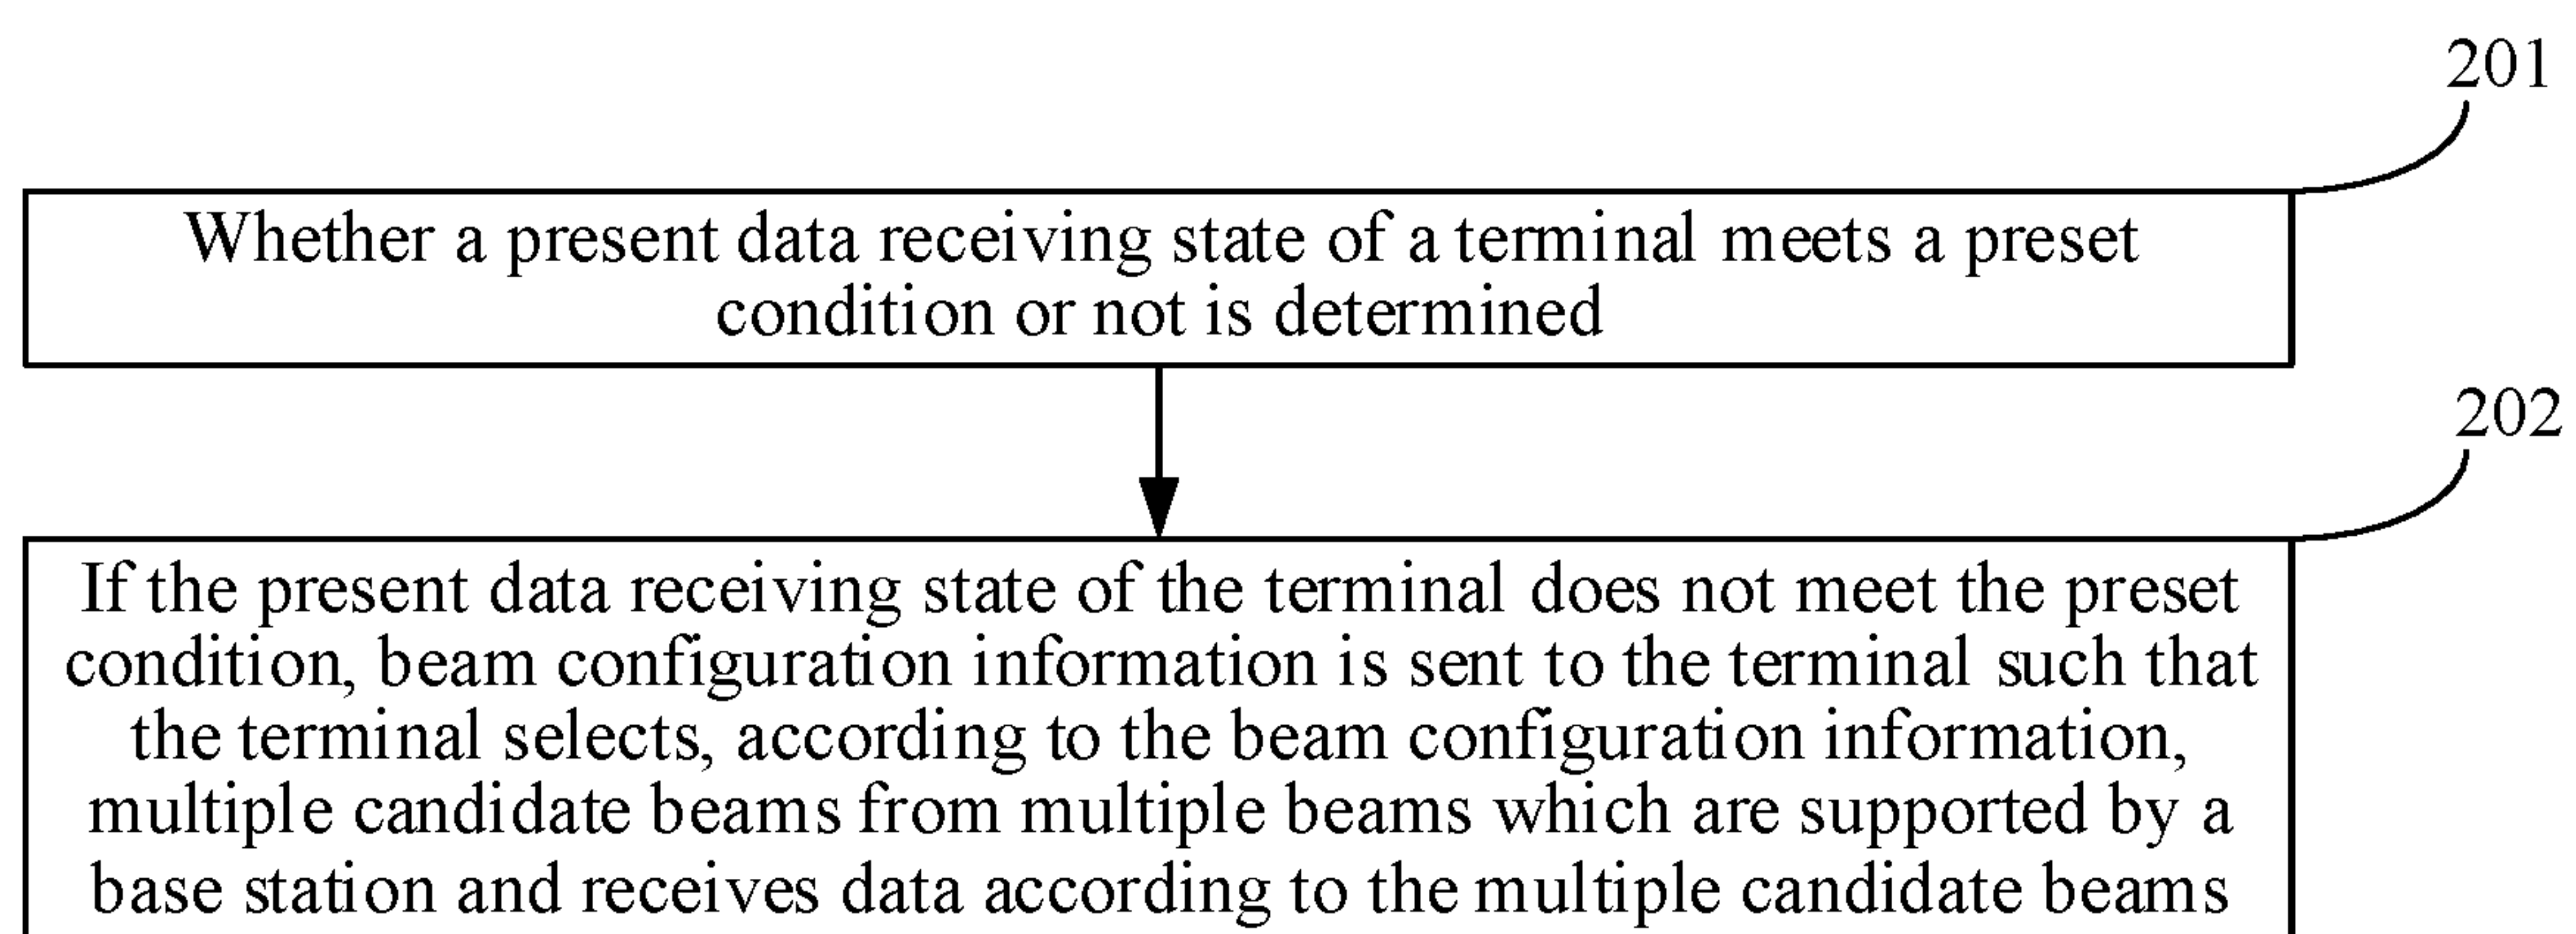 201
Whether a present data receiving state of a terminal meets a preset
condition or not is determined
202
If the present data receiving state of the terminal does not meet the preset
condition, beam configuration information is sent to the terminal such that
the terminal selects, according to the beam configuration information,
multiple candidate beams from multiple beams which are supported by a
base station and receives data according to the multiple candidate beams